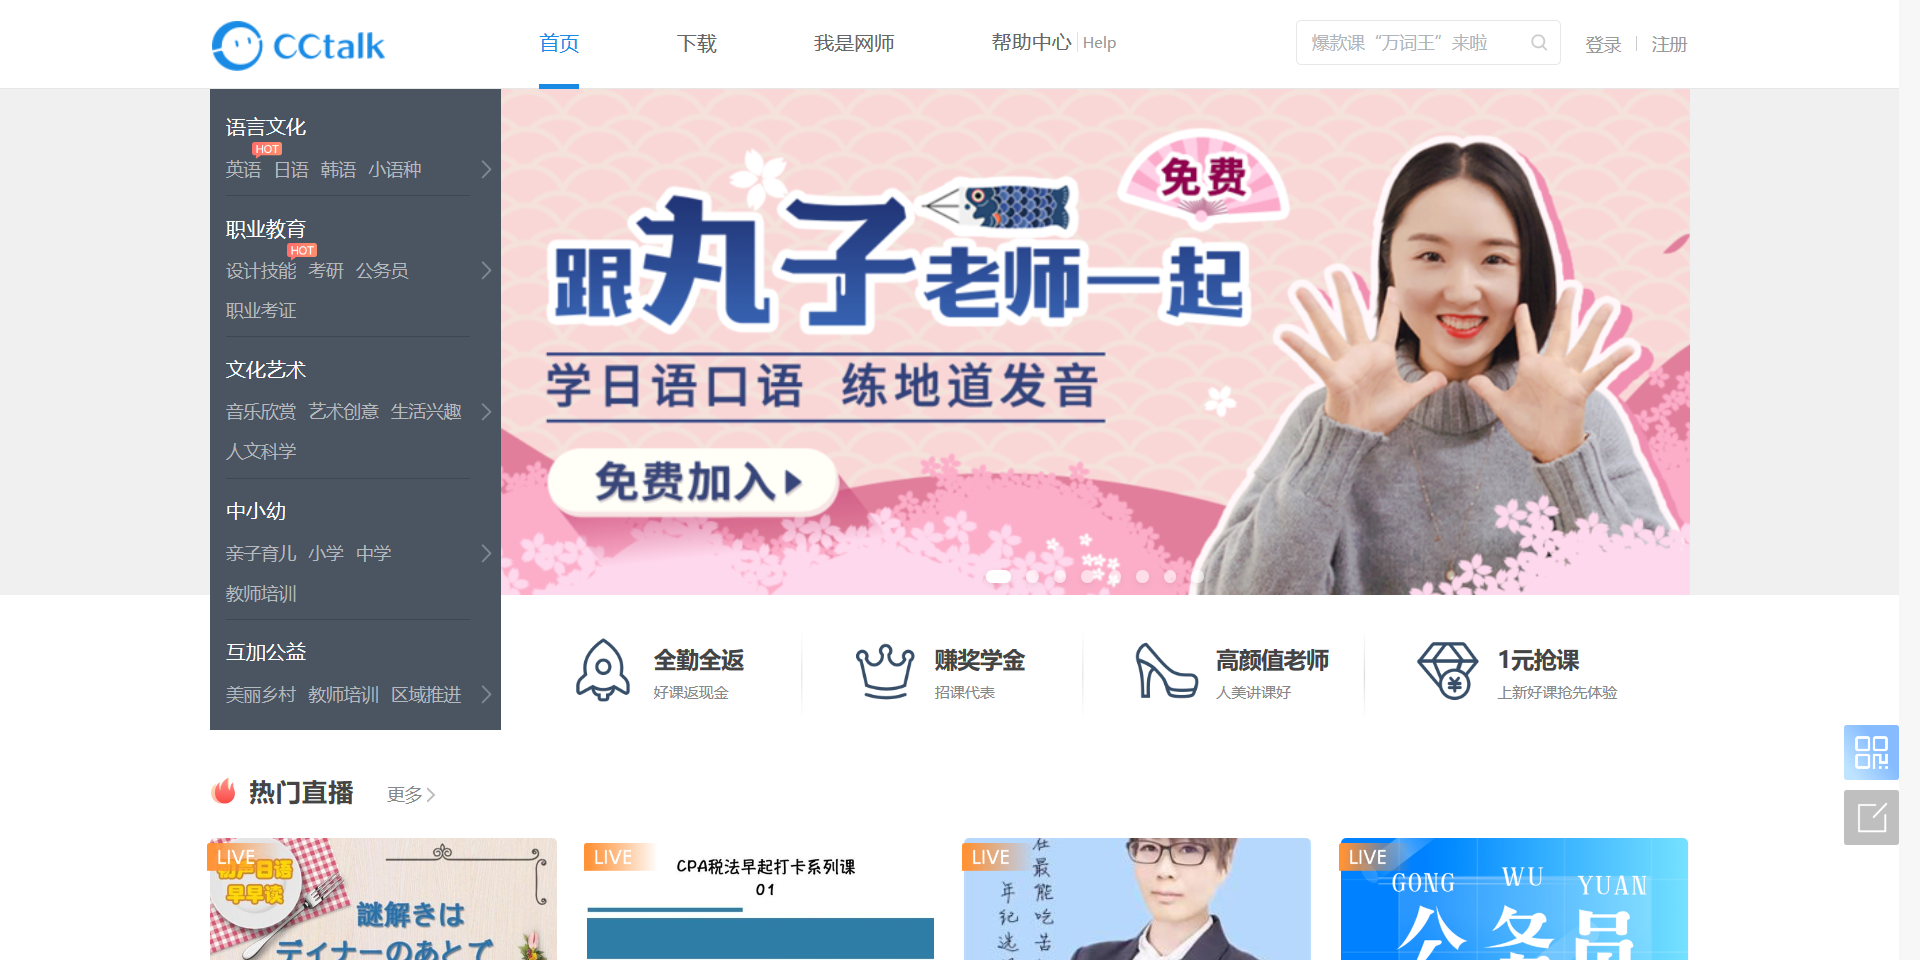 CCtalk
首页
下载
我是网师
帮助中心 Help
爆款课“万词王”来啦
登录
注册
语言文化
HOT
英语 日语 韩语 小语种
职业教育
HOT
设计技能 考研 公务员
职业考证
文化艺术
音乐欣赏 艺术创意 生活兴趣
人文科学
中小幼
亲子育儿 小学 中学
教师培训
互加公益
美丽乡村 教师培训 区域推进
免费
跟丸子老师一起
学日语口语 练地道发音
免费加入
全勤全返
好课返现金
赚奖学金
招课代表
高颜值老师
人美讲课好
1元抢课
上新好课抢先体验
热门直播
更多
LIVE
初声日语
早早读
謎解きは
ディナーのあとで
LIVE
CPA税法早起打卡系列课
01
LIVE
在最能吃苦
年纪选
LIVE
GONG WU YUAN
公务员